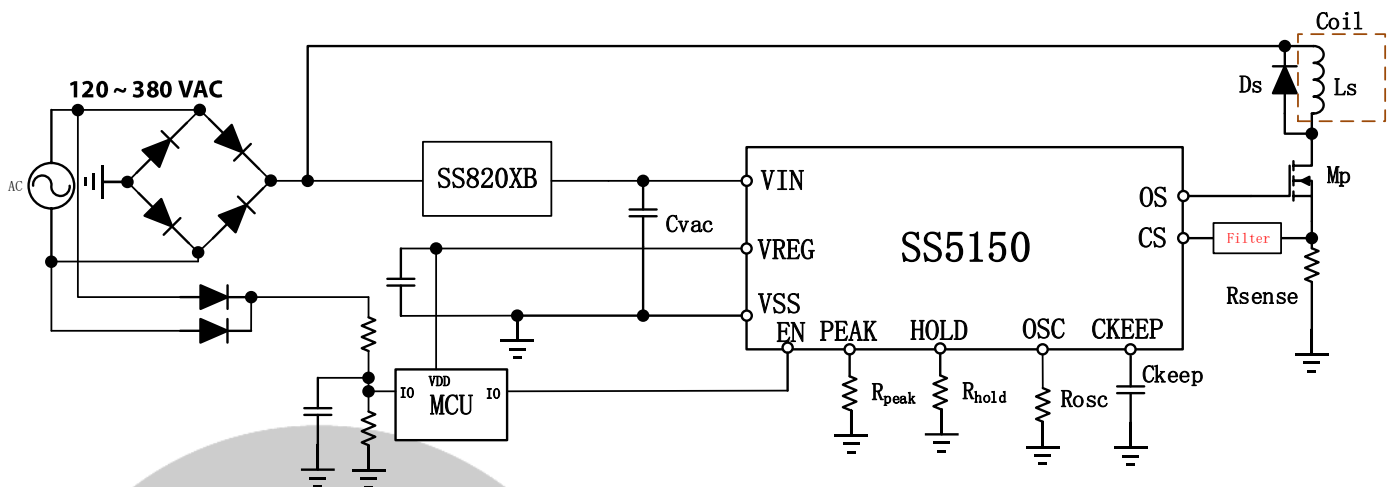 Coil
120 ~ 380 VAC
Ds
Ls
AC
SS820XB
VIN
OS
Mp
Cvac
CS
Filter
VREG
SS5150
Rsense
VSS
EN
PEAK
HOLD
OSC
CKEEP
Ckeep
VDD
IO
MCU
IO
Rpeak
Rhold
Rosc